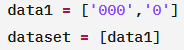 data1 = ['000','0']
dataset = [data1]